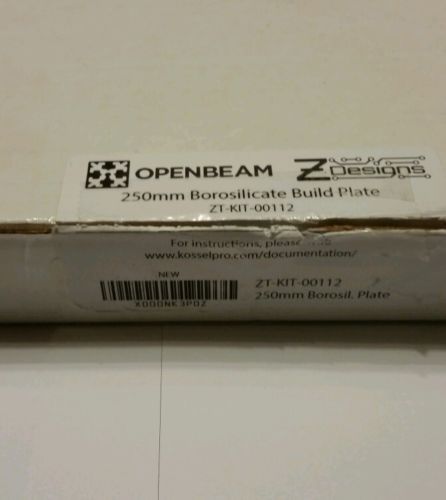 OPENBEAM Z Designs
250mm Borosilicate Build Plate
ZT-KIT-00112
For instructions, please
www.kosselpro.com/documentation/
NEW
X000NK3P0Z
ZT-KIT-00112
250mm Borosil. Plate